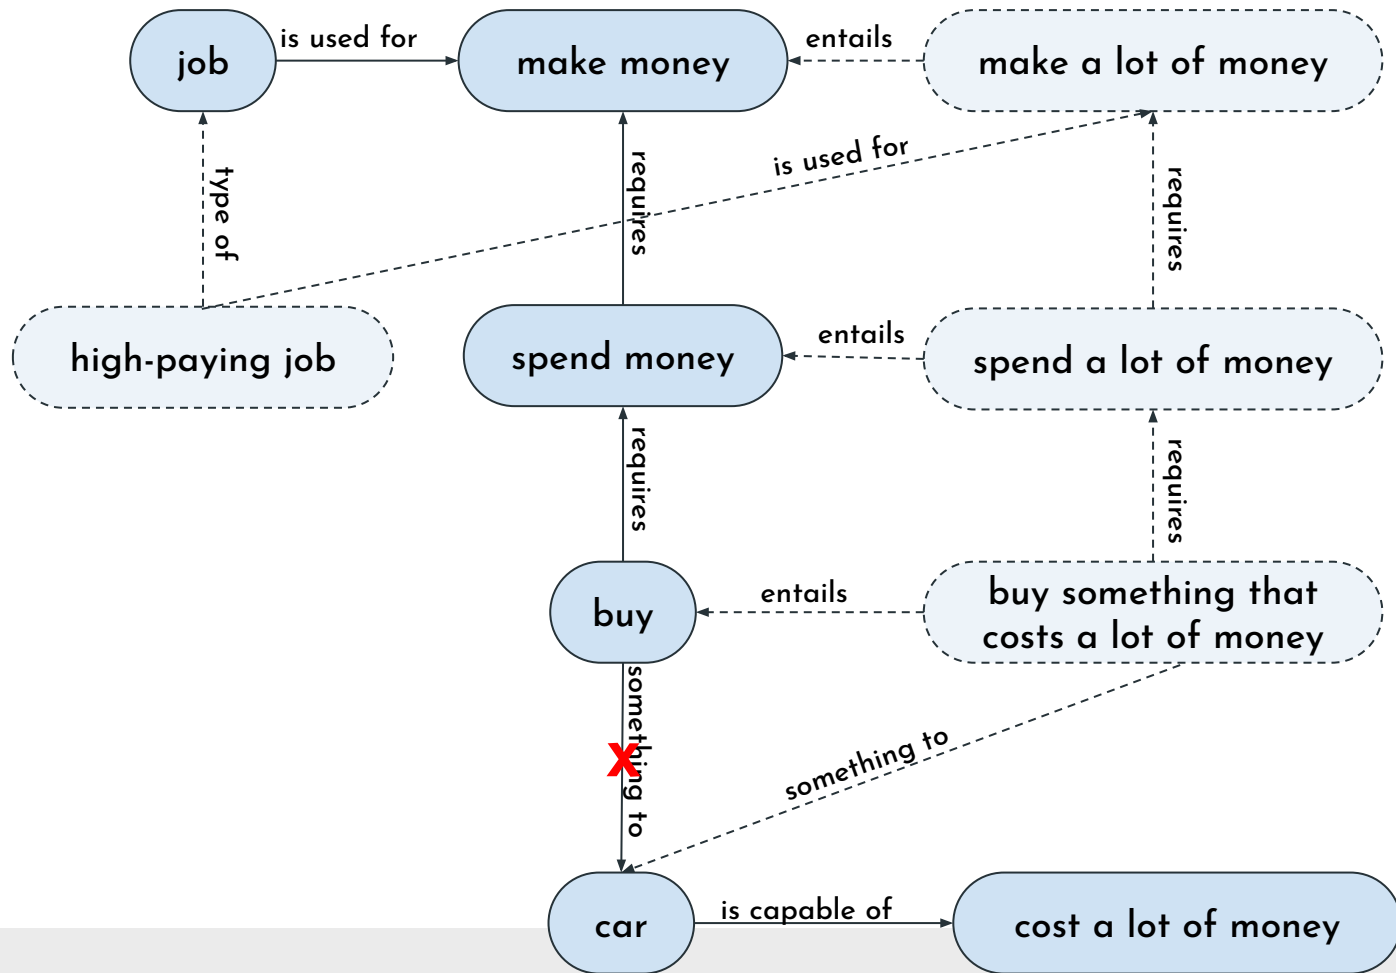 job
is used for
make money
entails
make a lot of money
type of
requires
is used for
requires
high-paying job
spend money
entails
spend a lot of money
requires
requires
buy
entails
buy something that
costs a lot of money
something to
X
something to
car
is capable of
cost a lot of money